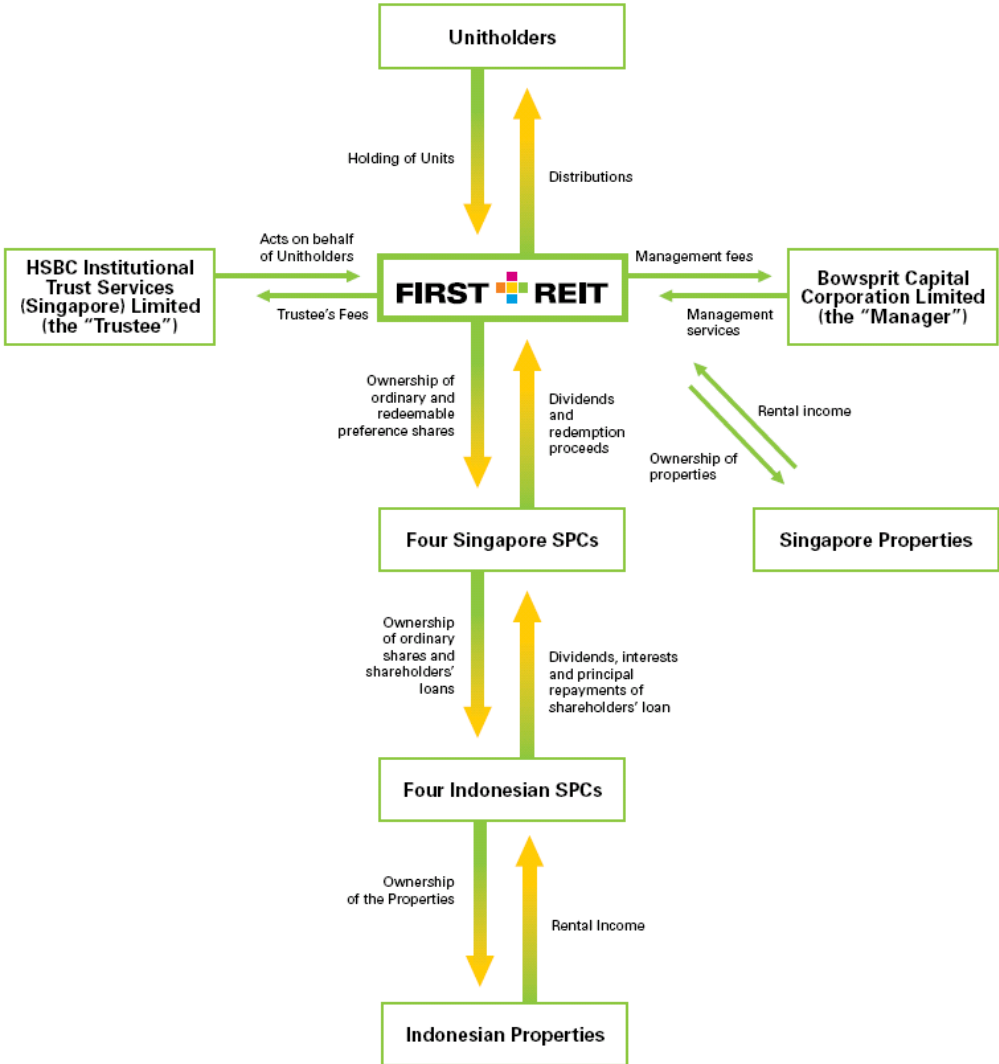 Unitholders
Holding of Units
Distributions
Acts on behalf
of Unitholders
Management fees
HSBC Institutional
Trust Services
(Singapore) Limited
(the “Trustee”)
FIRST REIT
Bowsprit Capital
Corporation Limited
(the “Manager”)
Trustee’s Fees
Management
services
Ownership of
ordinary and
redeemable
preference shares
Dividends
and
redemption
proceeds
Rental income
Ownership of
properties
Four Singapore SPCs
Singapore Properties
Ownership
of ordinary
shares and
shareholders’
loans
Dividends, interests
and principal
repayments of
shareholders’ loan
Four Indonesian SPCs
Ownership
of the Properties
Rental Income
Indonesian Properties